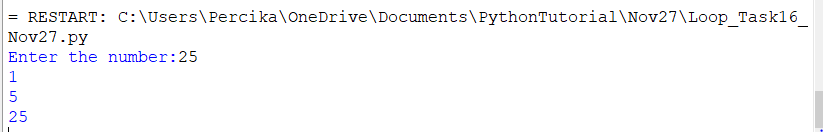 = RESTART: C:\Users\Percika\OneDrive\Documents\PythonTutorial\Nov27\Loop_Task16_
Nov27.py
Enter the number:25
1
5
25